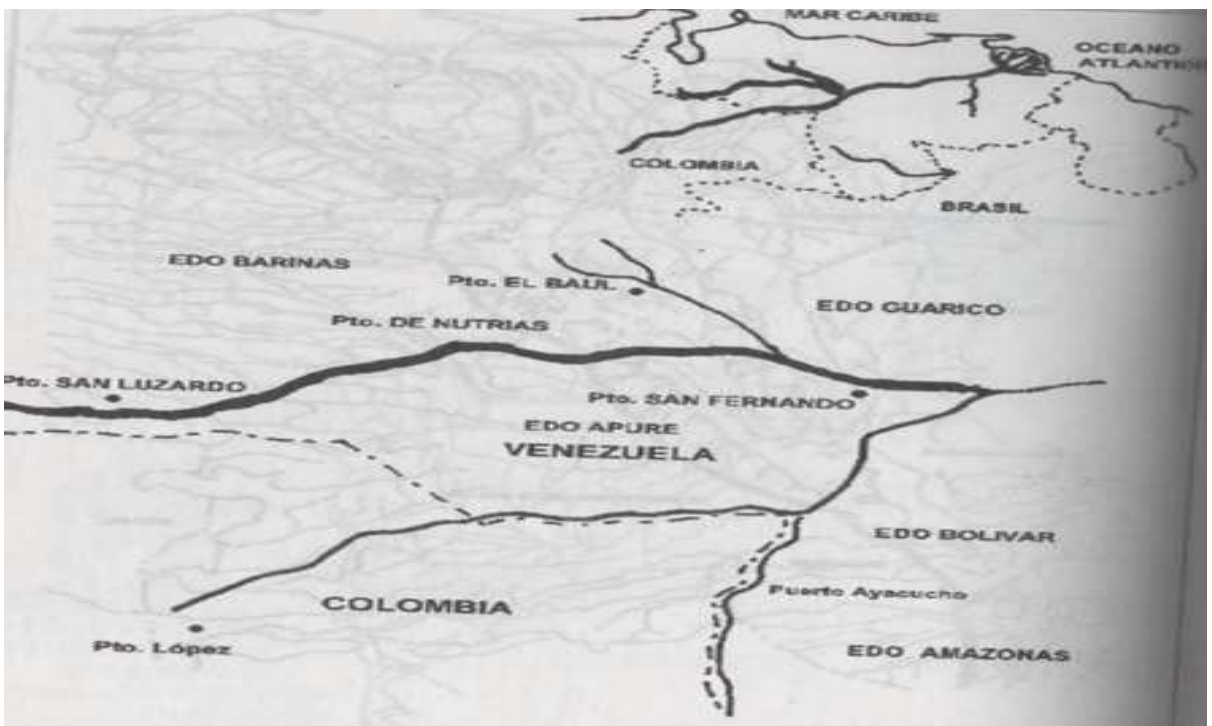 MAR CARIBE
OCEANO
ATLANTICO
COLOMBIA
BRASIL
EDO BARINAS
Pto. EL BAUL
EDO GUARICO
Pto. DE NUTRIAS
Pto. SAN LUZARDO
Pto. SAN FERNANDO
EDO APURE
VENEZUELA
EDO BOLIVAR
Puerto Ayacucho
COLOMBIA
Pto. López
EDO AMAZONAS